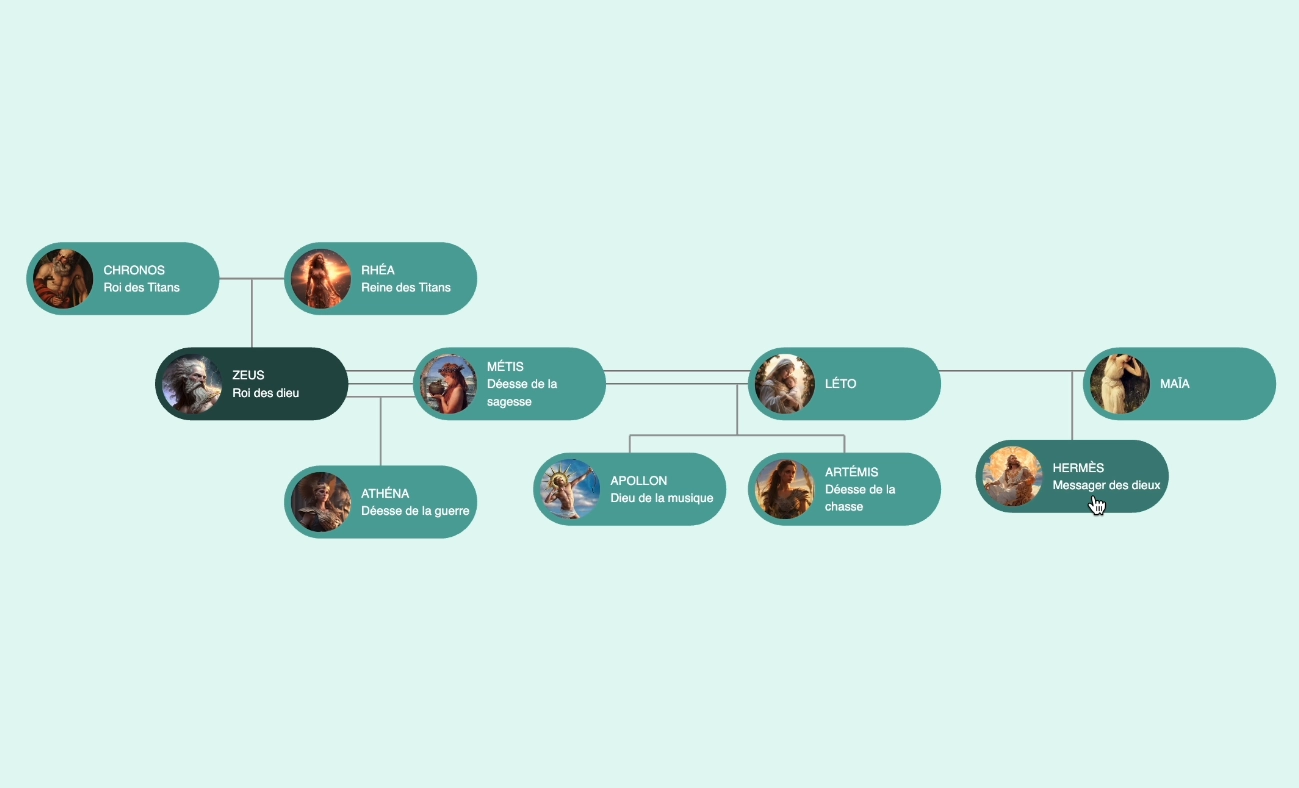 CHRONOS
Roi des Titans
RHÉA
Reine des Titans
ZEUS
Roi des dieu
MÉTIS
Déesse de la
sagesse
LÉTO
MAÎA
ATHÉNA
Déesse de la guerre
APOLLON
Dieu de la musique
ARTÉMIS
Déesse de la
chasse
HERMÈS
Messager des dieux